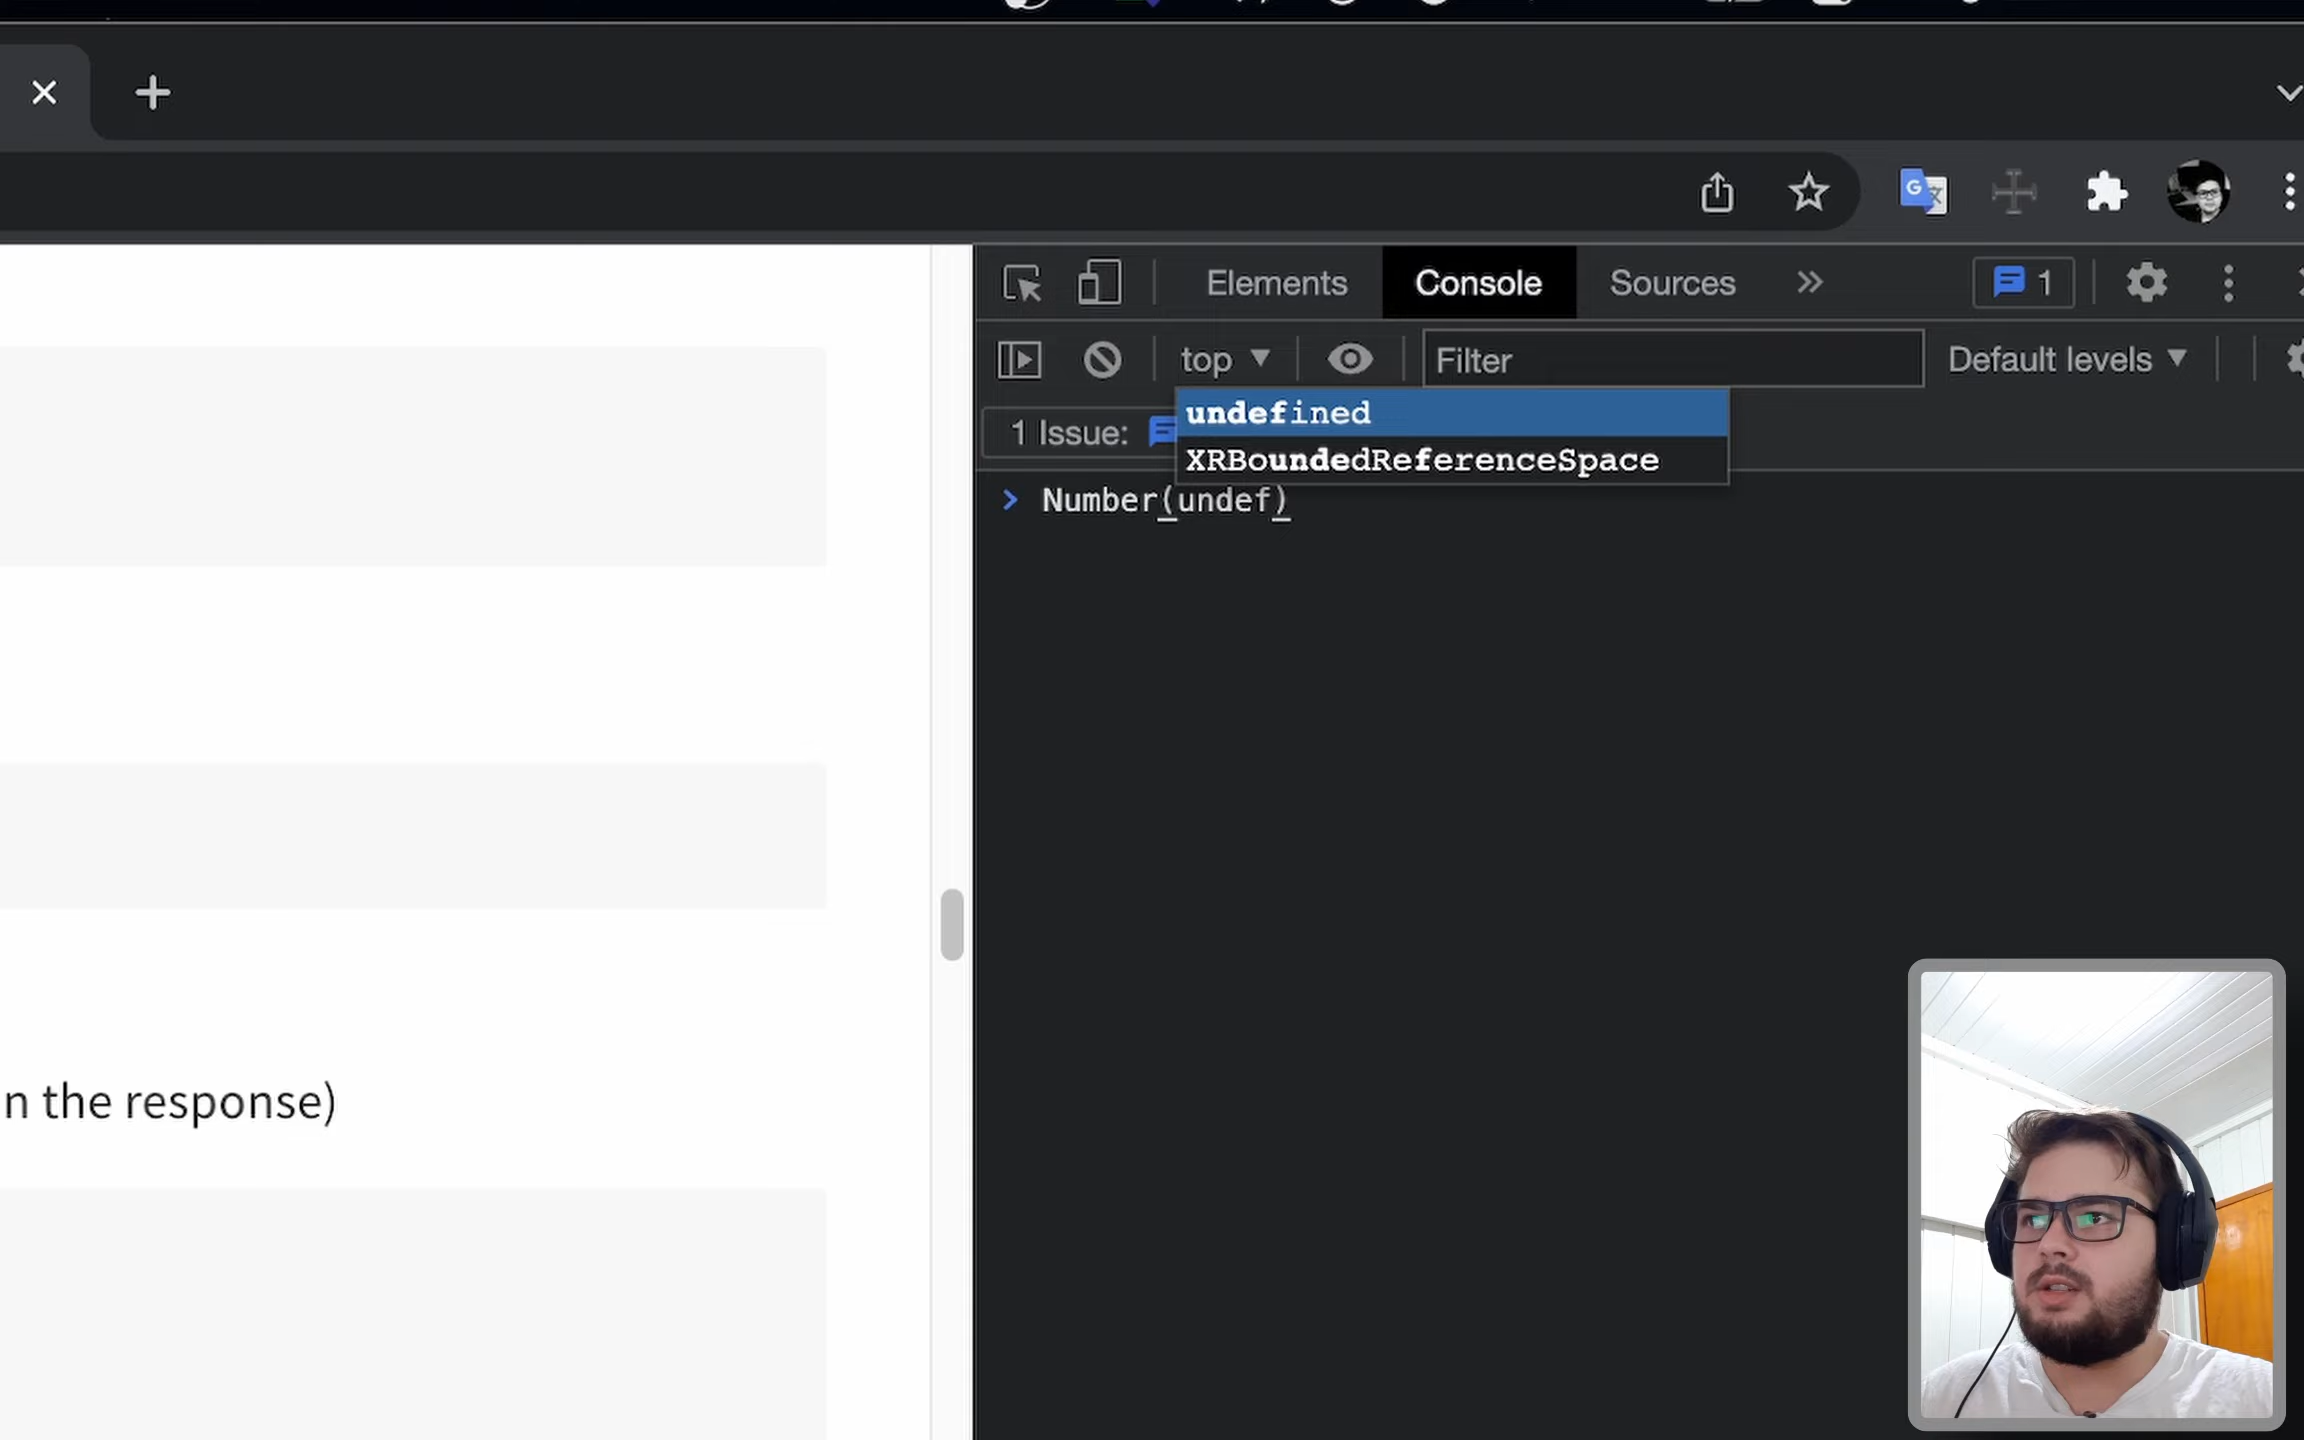 Elements Console Sources 1
top Filter Default levels
undefined
1 Issue:
XRBoundedReferenceSpace
Number(undef)
n the response)